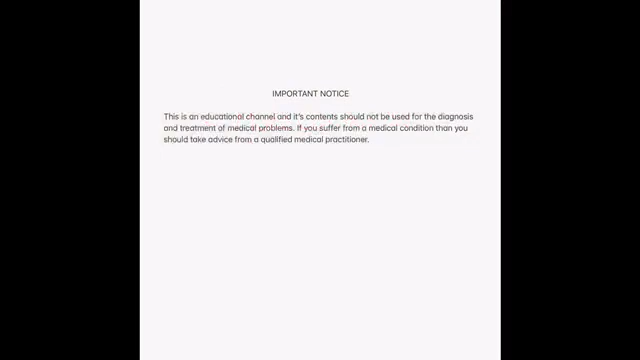 IMPORTANT NOTICE
This is an educational channel and it's contents should not be used for the diagnosis
and treatment of medical problems. If you suffer from a medical condition than you
should take advice from a qualified medical practitioner.